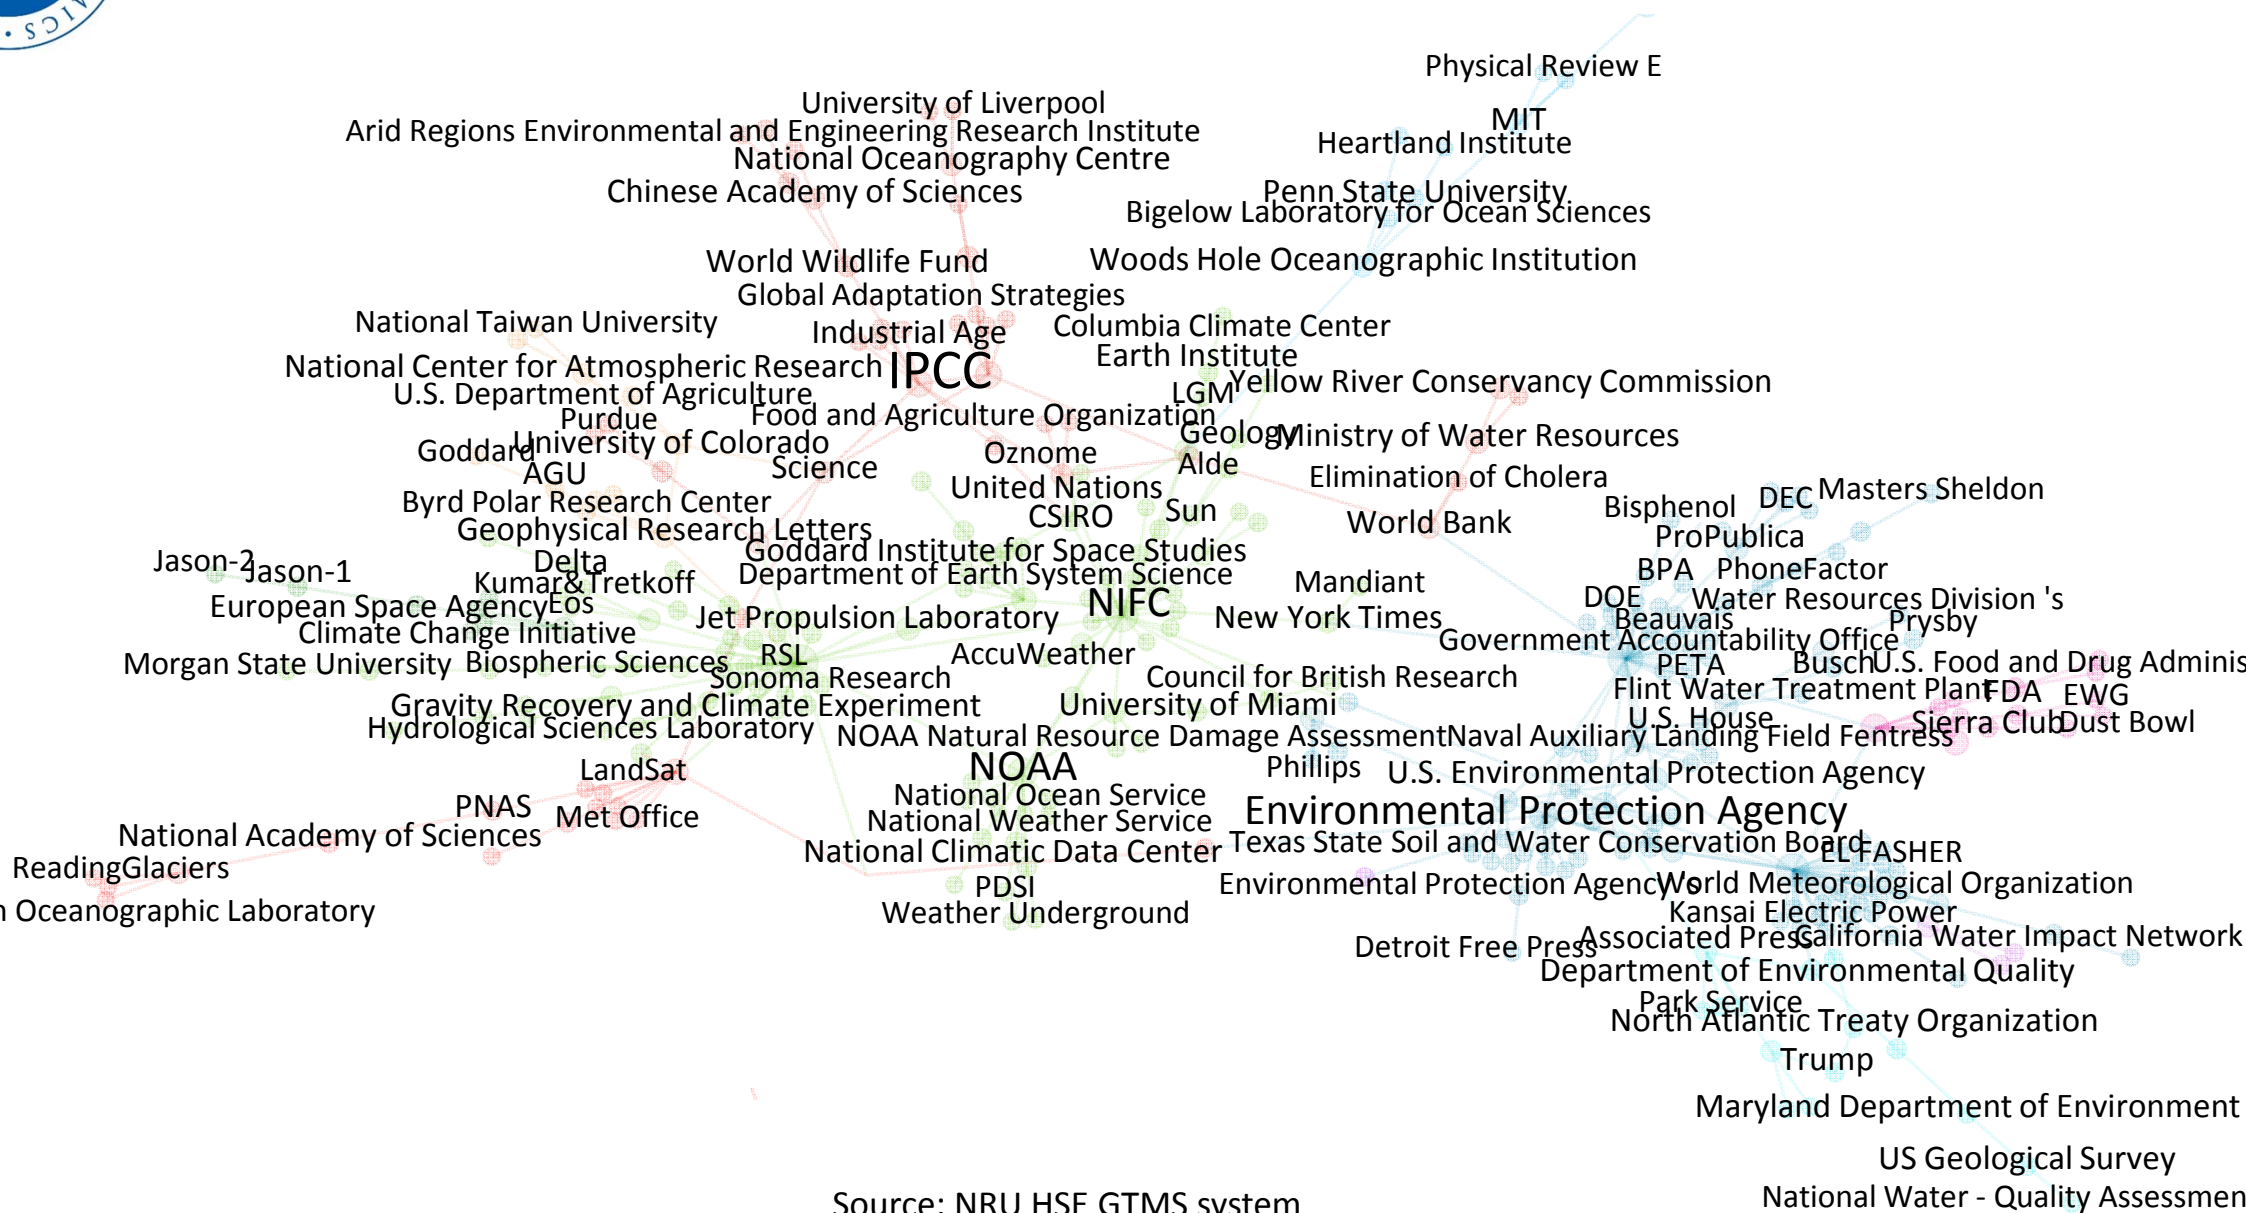 Physical Review E
University of Liverpool
MIT
Arid Regions Environmental and Engineering Research Institute
Heartland Institute
National Oceanography Centre
Chinese Academy of Sciences
Penn State University
Bigelow Laboratory for Ocean Sciences
World Wildlife Fund
Woods Hole Oceanographic Institution
Global Adaptation Strategies
National Taiwan University
Industrial Age
Columbia Climate Center
Earth Institute
National Center for Atmospheric Research
IPCC
Yellow River Conservancy Commission
U.S. Department of Agriculture
LGM
Purdue
Food and Agriculture Organization
Geology
Ministry of Water Resources
University of Colorado
Goddard
Oznome
Science
Alde
AGU
Elimination of Cholera
United Nations
Byrd Polar Research Center
Masters Sheldon
DEC
Bisphenol
CSIRO
Sun
World Bank
Geophysical Research Letters
ProPublica
Goddard Institute for Space Studies
Jason-2
Jason-1
Delta
Department of Earth System Science
BPA
PhoneFactor
Kumar&Tretkoff
Mandiant
DOE
Water Resources Division 's
European Space Agency
Eos
NIFC
Jet Propulsion Laboratory
New York Times
Beauvais
Prysby
Climate Change Initiative
Government Accountability Office
Morgan State University
Biospheric Sciences
RSL
AccuWeather
PETA
Busch
U.S. Food and Drug Adminis
Sonoma Research
Council for British Research
Flint Water Treatment Plant
FDA
EWG
Gravity Recovery and Climate Experiment
University of Miami
U.S. House
Sierra Club
Dust Bowl
Hydrological Sciences Laboratory
NOAA Natural Resource Damage Assessment
Naval Auxiliary Landing Field Fentress
LandSat
NOAA
Phillips
U.S. Environmental Protection Agency
National Ocean Service
PNAS
Met Office
National Weather Service
Environmental Protection Agency
National Academy of Sciences
National Climatic Data Center
Texas State Soil and Water Conservation Board
EL FASHER
ReadingGlaciers
PDSI
Environmental Protection Agency's
World Meteorological Organization
Oceanographic Laboratory
Weather Underground
Kansai Electric Power
Detroit Free Press
Associated Press
California Water Impact Network
Department of Environmental Quality
Park Service
North Atlantic Treaty Organization
Trump
Maryland Department of Environment
US Geological Survey
National Water - Quality Assessmen
Source: NRU HSE GTMS system